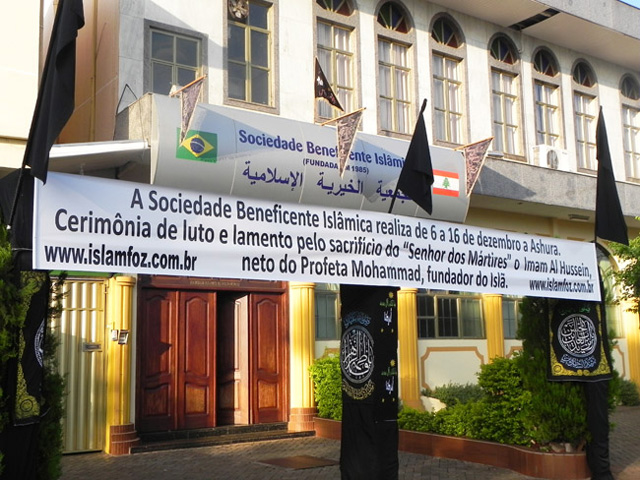 Sociedade Beneficente Islâmica
(FUNDADA EM 1985)
الجمعية الخيرية الإسلامية
A Sociedade Beneficente Islâmica realiza de 6 a 16 de dezembro a Ashura.
Cerimônia de luto e lamento pelo sacrifício do "Senhor dos Mártires" o Imam Al Hussein,
www.islamfoz.com.br neto do Profeta Mohammad, fundador do Islã. www.islamfoz.com.br